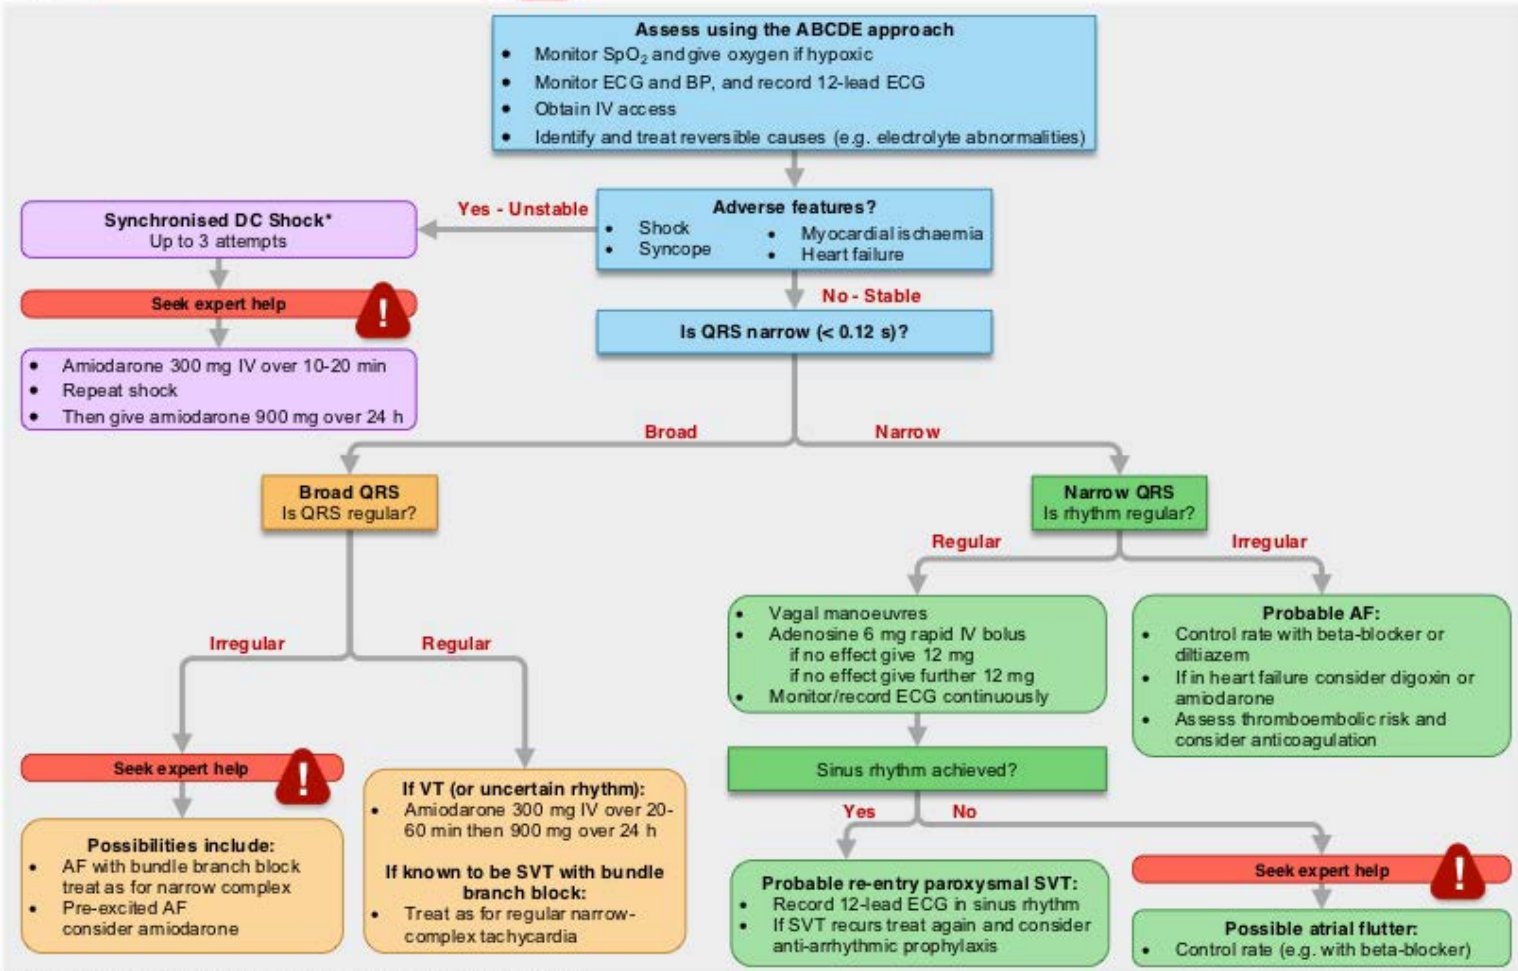 Assess using the ABCDE approach
• Monitor SpO₂ and give oxygen if hypoxic
• Monitor ECG and BP, and record 12-lead ECG
• Obtain IV access
• Identify and treat reversible causes (e.g. electrolyte abnormalities)
Adverse features?
• Shock
• Syncope
• Myocardial ischaemia
• Heart failure
Yes - Unstable
Synchronised DC Shock*
Up to 3 attempts
Seek expert help
!
• Amiodarone 300 mg IV over 10-20 min
• Repeat shock
• Then give amiodarone 900 mg over 24 h
No - Stable
Is QRS narrow (< 0.12 s)?
Broad
Narrow
Broad QRS
Is QRS regular?
Irregular
Regular
Seek expert help
!
Possibilities include:
• AF with bundle branch block
treat as for narrow complex
• Pre-excited AF
consider amiodarone
If VT (or uncertain rhythm):
• Amiodarone 300 mg IV over 20-
60 min then 900 mg over 24 h
If known to be SVT with bundle
branch block:
• Treat as for regular narrow-
complex tachycardia
Narrow QRS
Is rhythm regular?
Regular
Irregular
• Vagal manoeuvres
• Adenosine 6 mg rapid IV bolus
if no effect give 12 mg
if no effect give further 12 mg
• Monitor/record ECG continuously
Probable AF:
• Control rate with beta-blocker or
diltiazem
• If in heart failure consider digoxin or
amiodarone
• Assess thromboembolic risk and
consider anticoagulation
Sinus rhythm achieved?
Yes
No
Probable re-entry paroxysmal SVT:
• Record 12-lead ECG in sinus rhythm
• If SVT recurs treat again and consider
anti-arrhythmic prophylaxis
Seek expert help
!
Possible atrial flutter:
• Control rate (e.g. with beta-blocker)